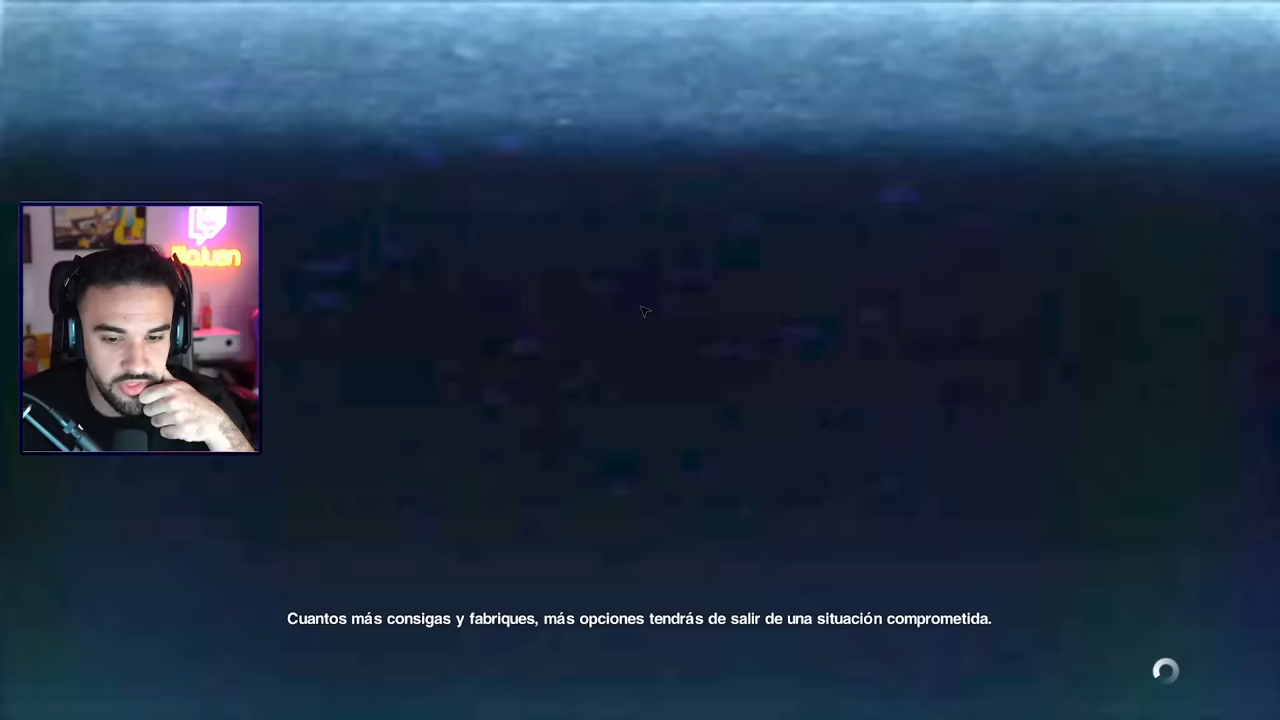 Cuantos más consigas y fabriques, más opciones tendrás de salir de una situación comprometida.